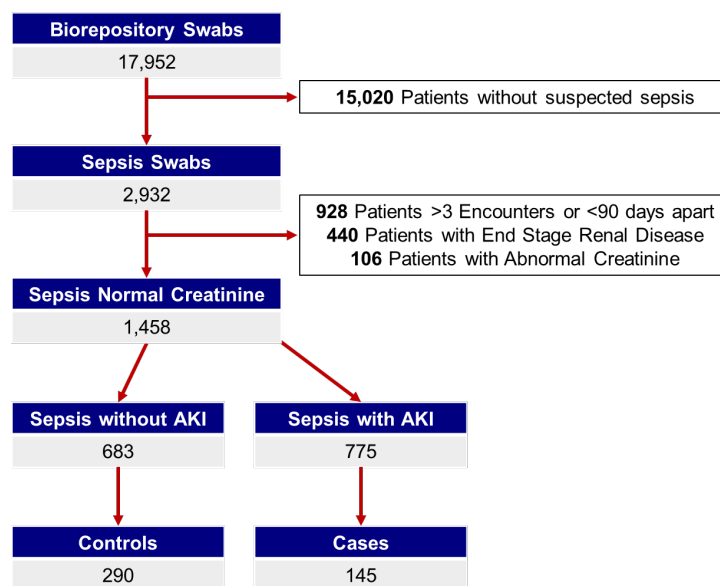 Biorepository Swabs
17,952
15,020 Patients without suspected sepsis
Sepsis Swabs
2,932
928 Patients >3 Encounters or <90 days apart
440 Patients with End Stage Renal Disease
106 Patients with Abnormal Creatinine
Sepsis Normal Creatinine
1,458
Sepsis without AKI
683
Sepsis with AKI
775
Controls
290
Cases
145